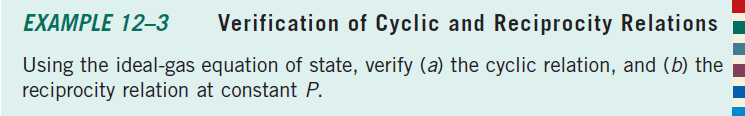 EXAMPLE 12–3 Verification of Cyclic and Reciprocity Relations
Using the ideal-gas equation of state, verify (a) the cyclic relation, and (b) the
reciprocity relation at constant P.